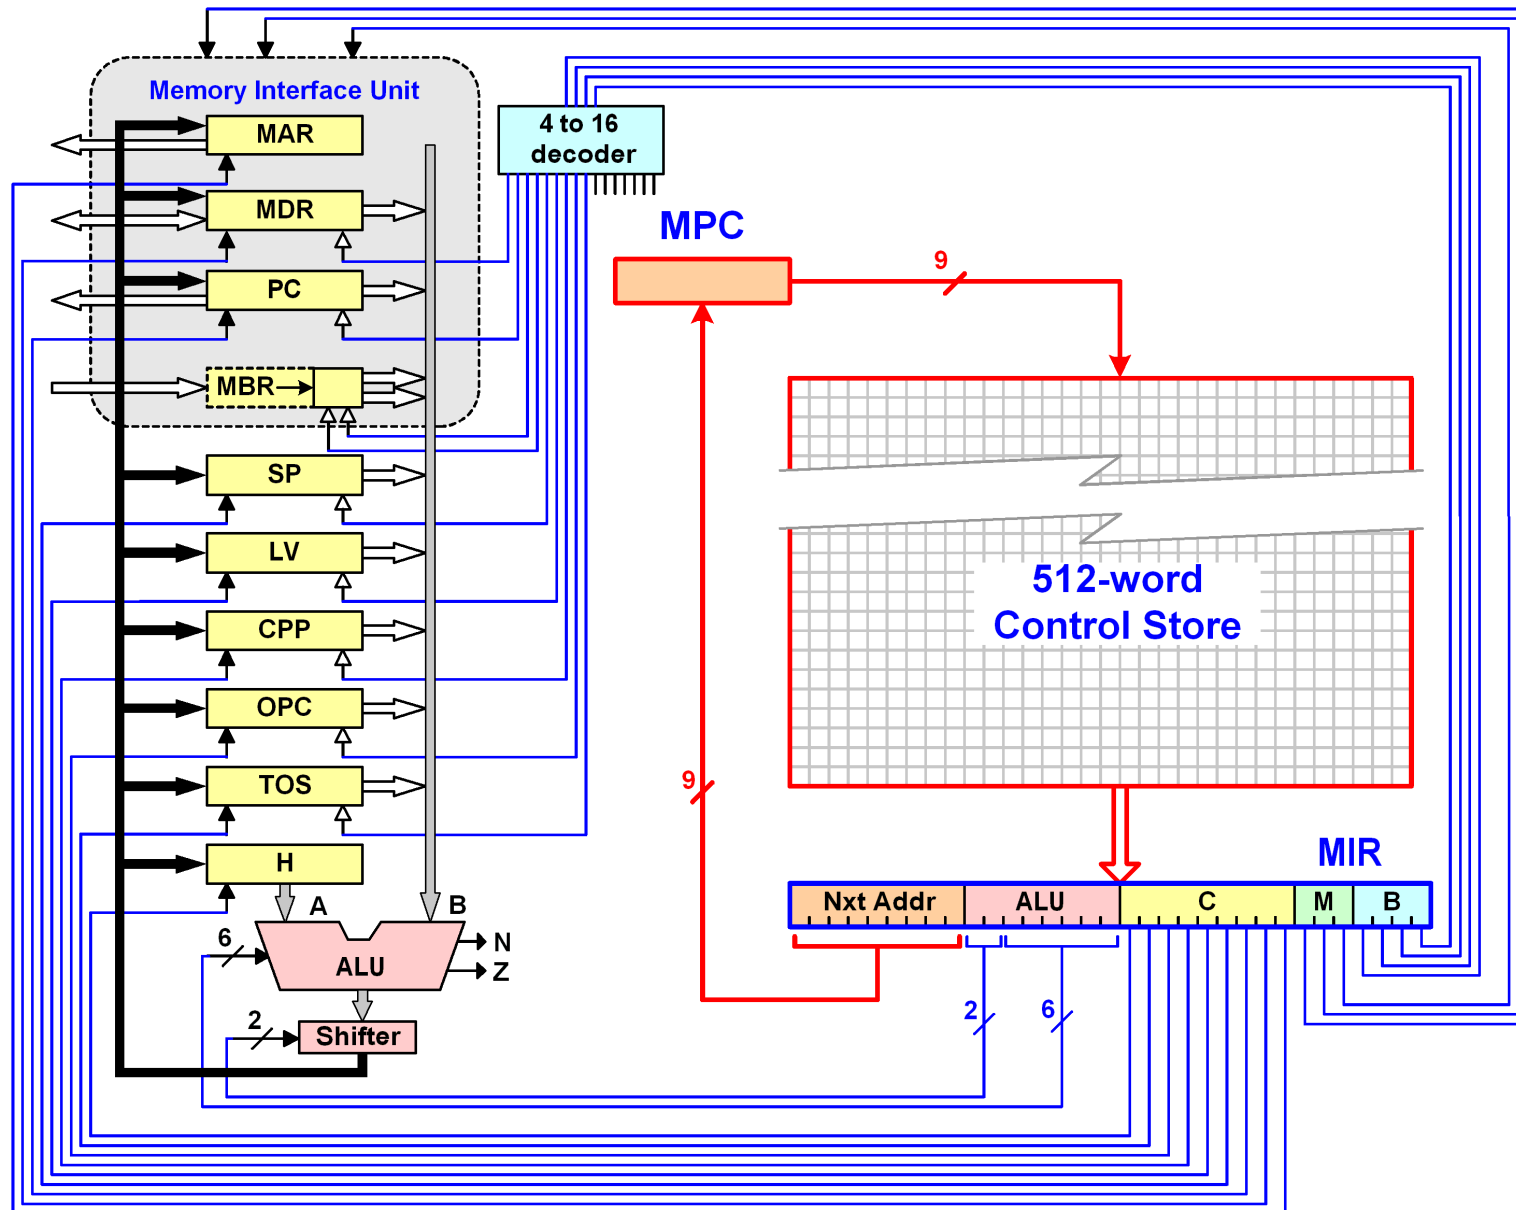 Memory Interface Unit
MAR
4 to 16
decoder
MDR
MPC
9
PC
MBR
SP
LV
512-word
Control Store
CPP
OPC
TOS
9
H
MIR
Nxt Addr ALU C M B
A B
6
N
ALU
Z
2
Shifter
2 6